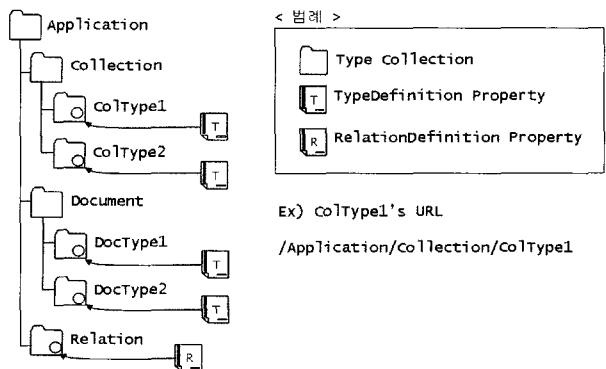 Application
Collection
ColType1
T
ColType2
T
Document
DocType1
T
DocType2
T
Relation
R
< 범례 >
Type Collection
T
TypeDefinition Property
R
RelationDefinition Property
Ex) ColType1's URL
/Application/Collection/ColType1